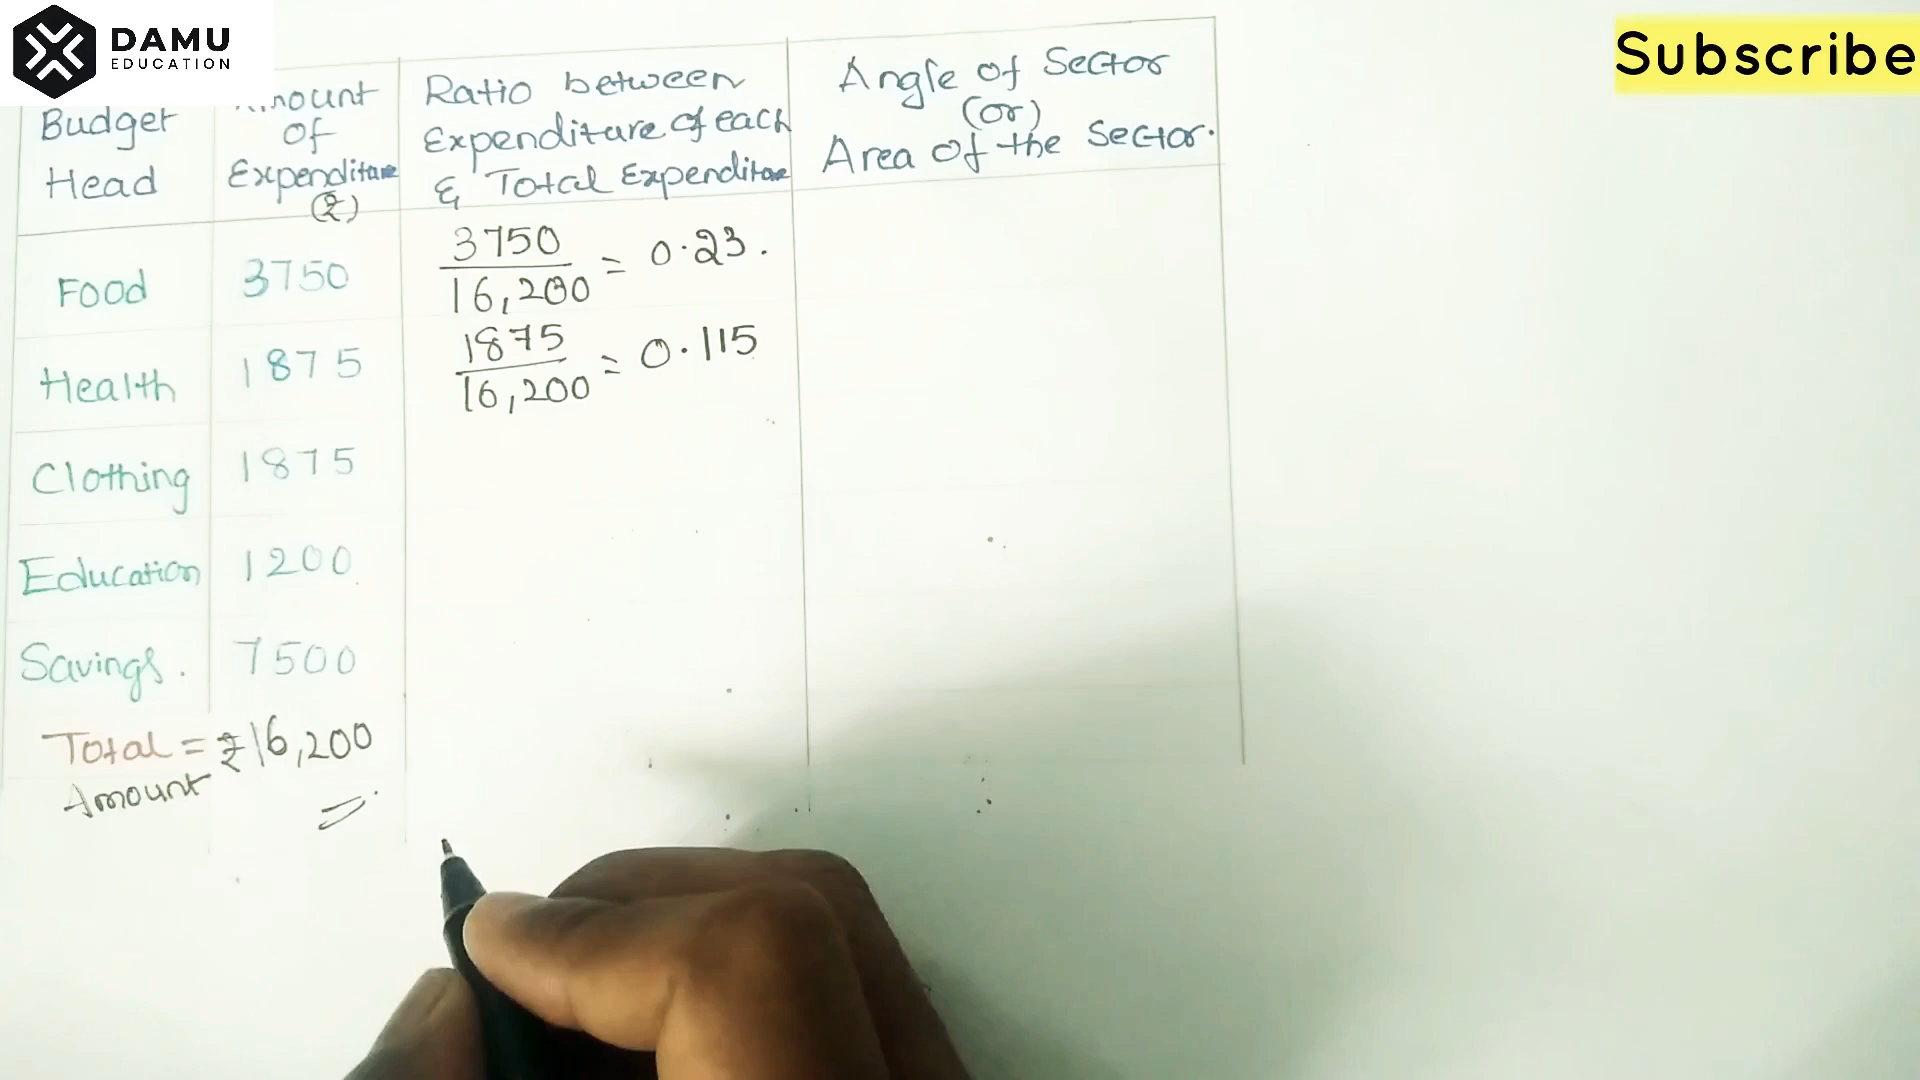 DAMU
EDUCATION
Subscribe
Budget
Head
Amount
Of
Expenditure
(₹)
Ratio between
Expenditure of each
& Total Expenditure
Angle of Sector
(or)
Area of the Sector.
Food
3750
3750
16,200
= 0.23.
Health
1875
1875
16,200
= 0.115
Clothing
1875
Education
1200
Savings.
7500
Total = ₹16,200
Amount